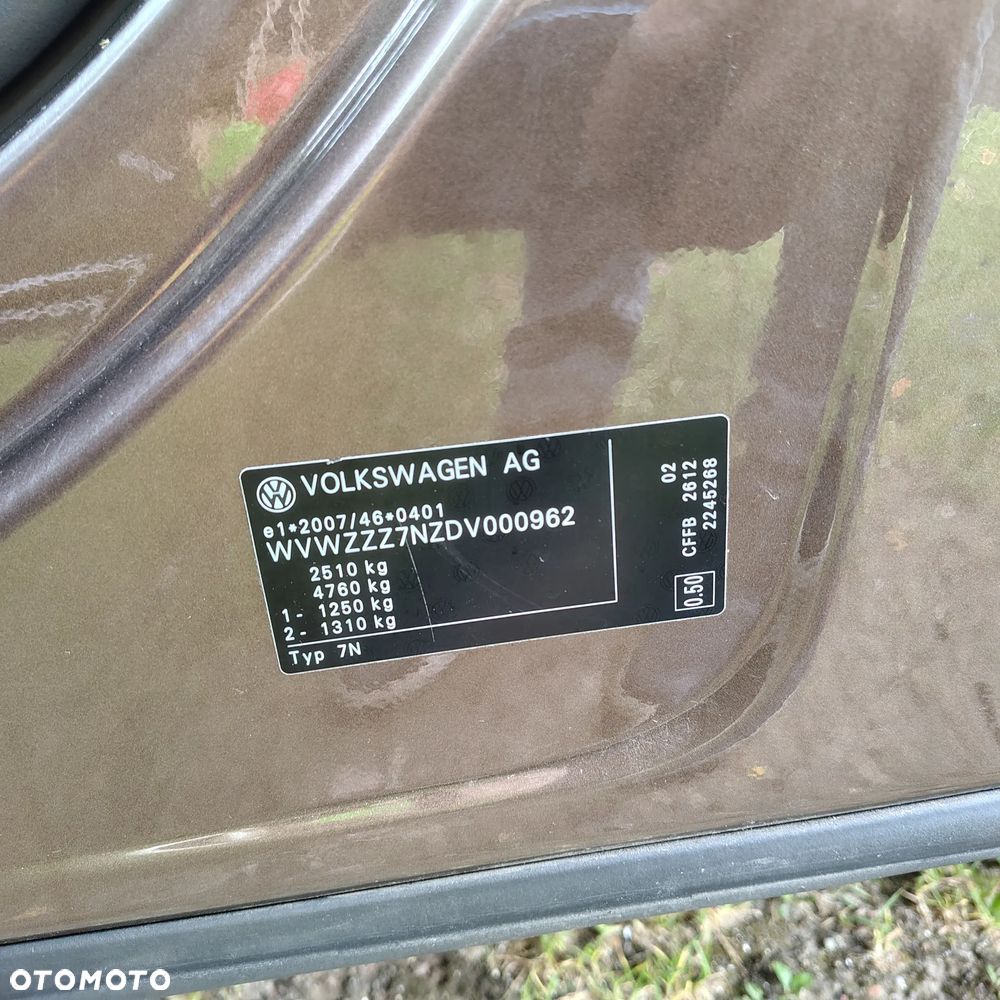 VOLKSWAGEN AG
e1*2007/46*0401
WVWZZZ7NZDV000962
2510 kg
4760 kg
1- 1250 kg
2- 1310 kg
Typ 7N
02
CFFB 2612
2245268
0.50
OTOMOTO